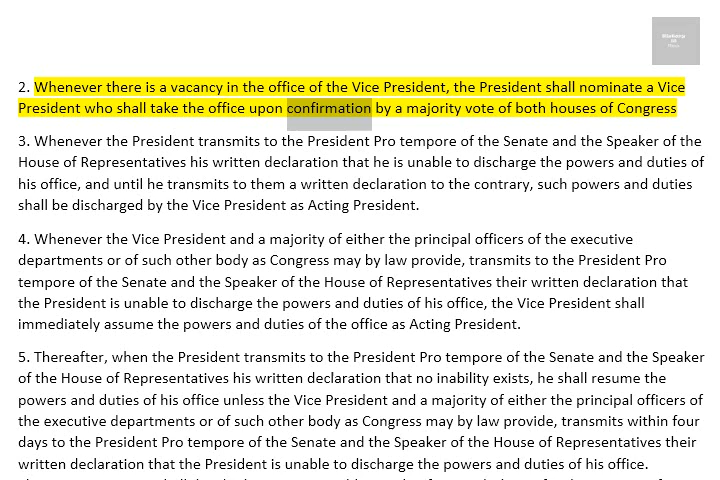 2. Whenever there is a vacancy in the office of the Vice President, the President shall nominate a Vice
President who shall take the office upon confirmation by a majority vote of both houses of Congress
3. Whenever the President transmits to the President Pro tempore of the Senate and the Speaker of the
House of Representatives his written declaration that he is unable to discharge the powers and duties of
his office, and until he transmits to them a written declaration to the contrary, such powers and duties
shall be discharged by the Vice President as Acting President.
4. Whenever the Vice President and a majority of either the principal officers of the executive
departments or of such other body as Congress may by law provide, transmits to the President Pro
tempore of the Senate and the Speaker of the House of Representatives their written declaration that
the President is unable to discharge the powers and duties of his office, the Vice President shall
immediately assume the powers and duties of the office as Acting President.
5. Thereafter, when the President transmits to the President Pro tempore of the Senate and the Speaker
of the House of Representatives his written declaration that no inability exists, he shall resume the
powers and duties of his office unless the Vice President and a majority of either the principal officers of
the executive departments or of such other body as Congress may by law provide, transmits within four
days to the President Pro tempore of the Senate and the Speaker of the House of Representatives their
written declaration that the President is unable to discharge the powers and duties of his office.